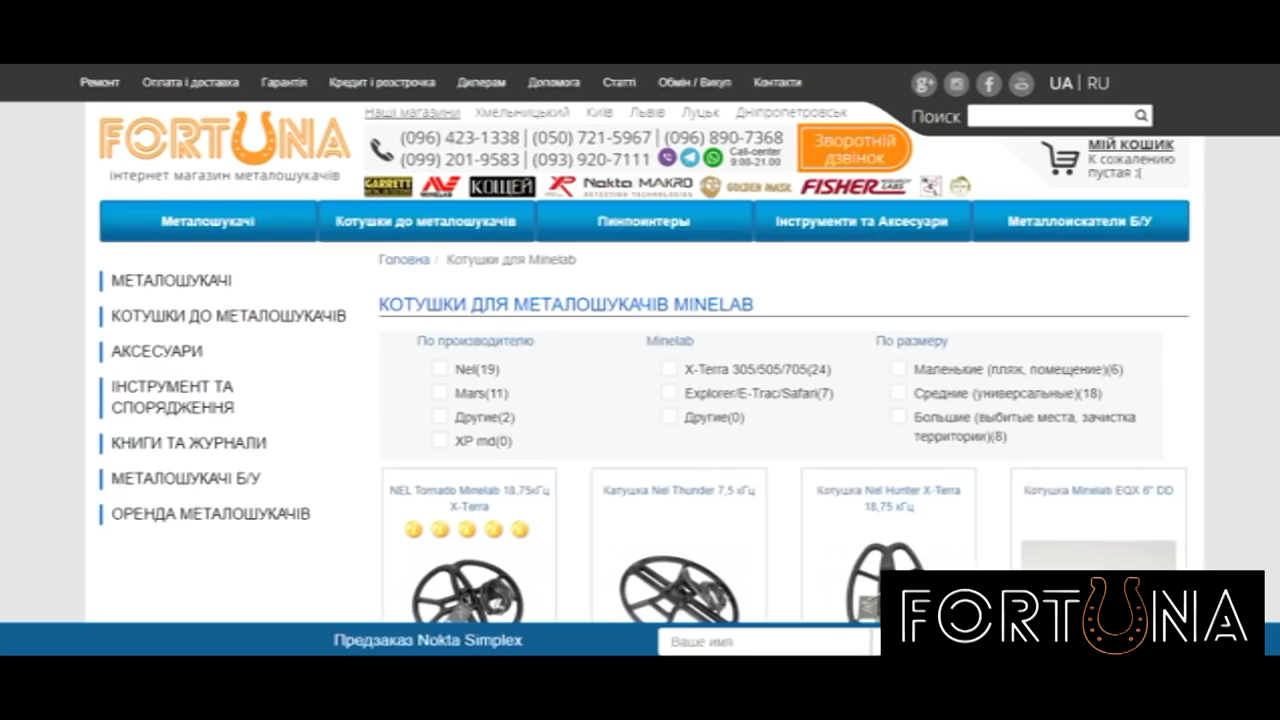 Ремонт Оплата і доставка Гарантія Кредит і розстрочка Дилерам Допомога Статті Обмін / Викуп Контакти UA | RU
Наші магазини Хмельницький Київ Львів Луцьк Дніпропетровськ
Поиск
FORTUNA
інтернет магазин металошукачів
(096) 423-1338 | (050) 721-5967 | (096) 890-7368
(099) 201-9583 | (093) 920-7111
Call-center
9:00-21.00
Зворотній
дзвінок
МІЙ КОШИК
К сожалению
пустая :(
GARRETT MINELAB КОЩЕЙ XP Nokta MAKRO GOLDEN MASK FISHER LABS
DETECTION TECHNOLOGIES
Металошукачі Котушки до металошукачів Пинпоинтеры Інструменти та Аксесуари Металлоискатели Б/У
Головна / Котушки для Minelab
МЕТАЛОШУКАЧІ
КОТУШКИ ДО МЕТАЛОШУКАЧІВ
АКСЕСУАРИ
ІНСТРУМЕНТ ТА
СПОРЯДЖЕННЯ
КНИГИ ТА ЖУРНАЛИ
МЕТАЛОШУКАЧІ Б/У
ОРЕНДА МЕТАЛОШУКАЧІВ
КОТУШКИ ДЛЯ МЕТАЛОШУКАЧІВ MINELAB
По производителю
Nel(19)
Mars(11)
Другие(2)
XP md(0)
Minelab
X-Terra 305/505/705(24)
Explorer/E-Trac/Safari(7)
Другие(0)
По размеру
Маленькие (пляж, помещение)(6)
Средние (универсальные)(18)
Большие (выбитые места, зачистка
территории)(8)
NEL Tornado Minelab 18,75кГц
X-Terra
Катушка Nel Thunder 7,5 кГц
Котушка Nel Hunter X-Terra
18,75 кГц
Котушка Minelab EQX 6" DD
Предзаказ Nokta Simplex
Ваше имя
FORTUNA